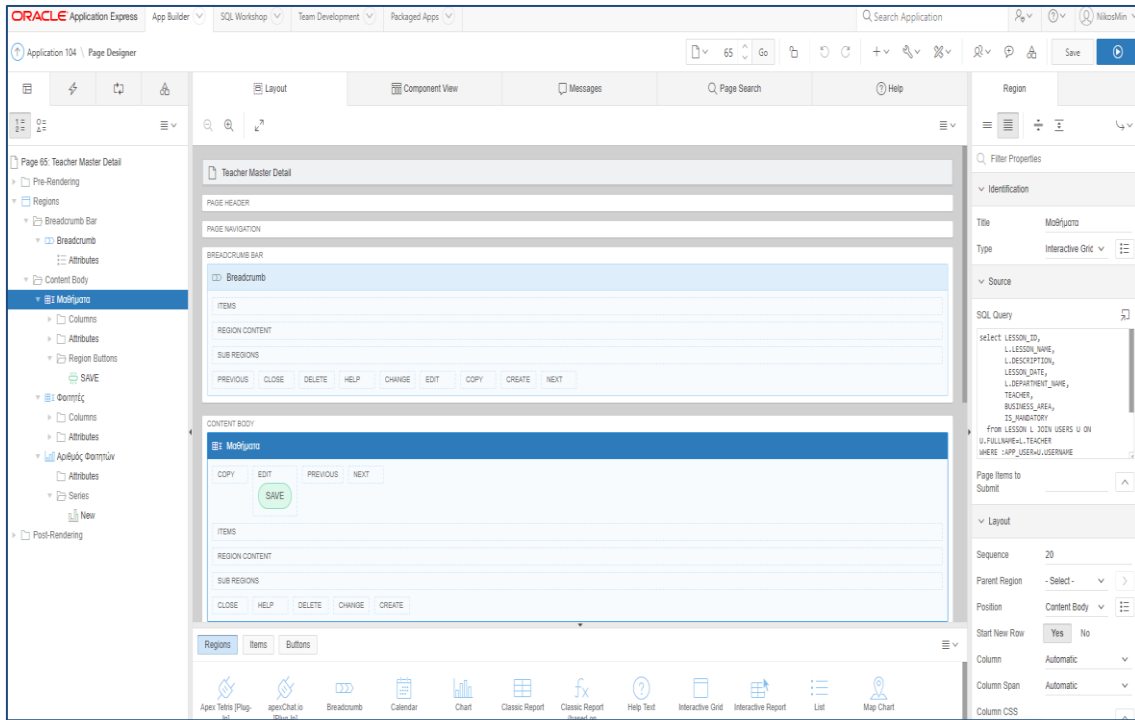 ORACLE Application Express App Builder SQL Workshop Team Development Packaged Apps Search Application NikosMin
Application 104 \ Page Designer 65 Go Save
Layout Component View Messages Page Search Help Region
Page 65: Teacher Master Detail
Pre-Rendering
Regions
Breadcrumb Bar
Breadcrumb
Attributes
Content Body
Μαθήματα
Columns
Attributes
Region Buttons
SAVE
Φοιτητές
Columns
Attributes
Αριθμός Φοιτητών
Attributes
Series
New
Post-Rendering
Teacher Master Detail
PAGE HEADER
PAGE NAVIGATION
BREADCRUMB BAR
Breadcrumb
ITEMS
REGION CONTENT
SUB REGIONS
PREVIOUS CLOSE DELETE HELP CHANGE EDIT COPY CREATE NEXT
CONTENT BODY
Μαθήματα
COPY EDIT PREVIOUS NEXT
SAVE
ITEMS
REGION CONTENT
SUB REGIONS
CLOSE HELP DELETE CHANGE CREATE
Regions Items Buttons
Apex Tetris [Plug- apexChat.io Breadcrumb Calendar Chart Classic Report Classic Report Help Text Interactive Grid Interactive Report List Map Chart
In] [Plug-In] (based on
Filter Properties
Identification
Title Μαθήματα
Type Interactive Grid
Source
SQL Query
select LESSON_ID,
L.LESSON_NAME,
L.DESCRIPTION,
LESSON_DATE,
L.DEPARTMENT_NAME,
TEACHER,
BUSINESS_AREA,
IS_MANDATORY
from LESSON L JOIN USERS U ON
U.FULLNAME=L.TEACHER
WHERE :APP_USER=U.USERNAME
Page Items to
Submit
Layout
Sequence 20
Parent Region - Select -
Position Content Body
Start New Row Yes No
Column Automatic
Column Span Automatic
Column CSS